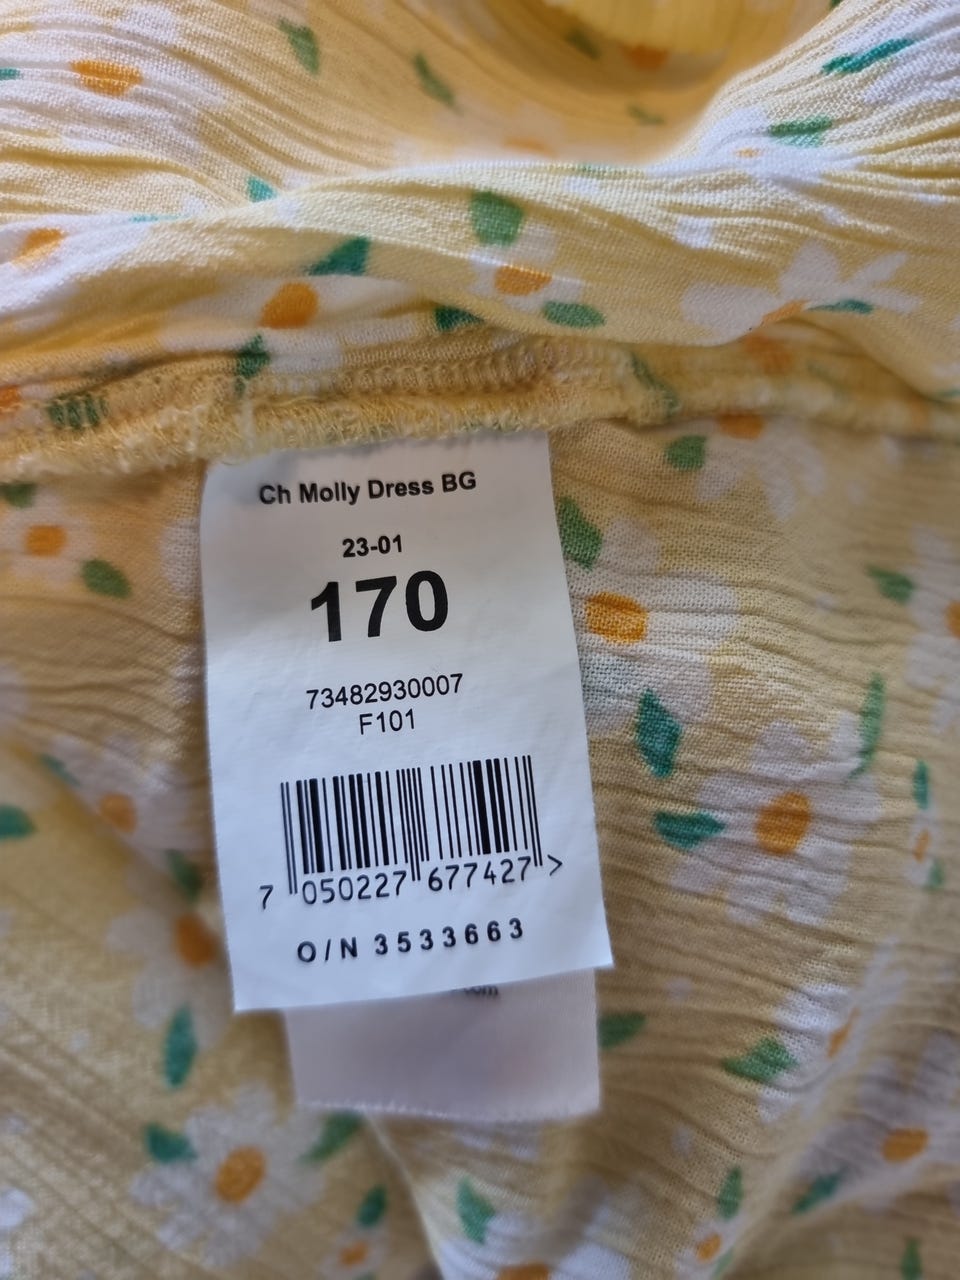 Ch Molly Dress BG
23-01
170
73482930007
F101
7 050227 677427 >
O/N 3533663